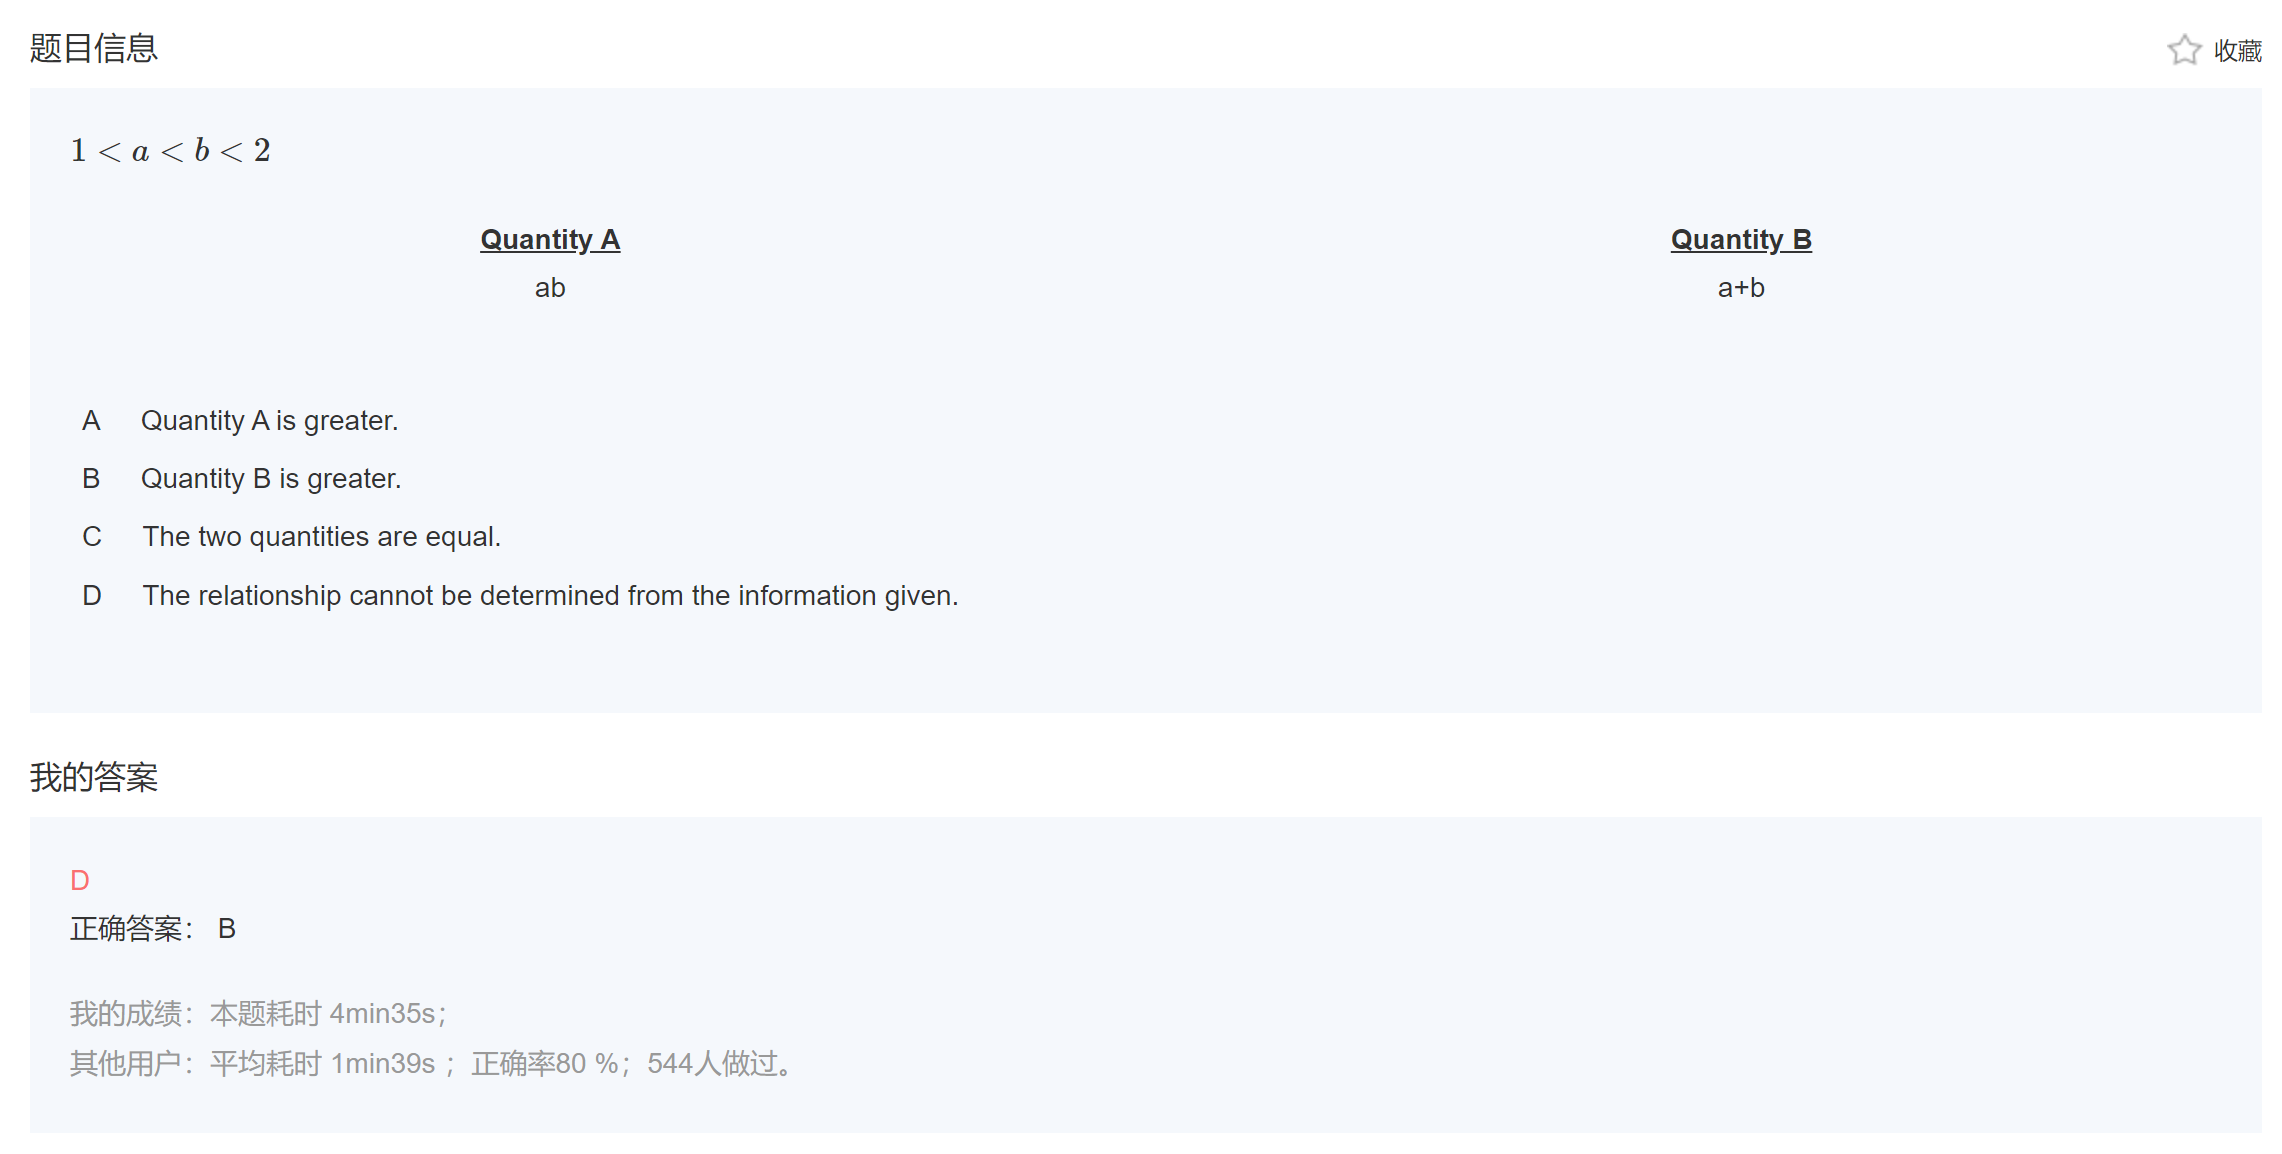 题目信息
收藏
1 < a < b < 2
Quantity A
Quantity B
ab
a+b
A Quantity A is greater.
B Quantity B is greater.
C The two quantities are equal.
D The relationship cannot be determined from the information given.
我的答案
D
正确答案： B
我的成绩：本题耗时 4min35s；
其他用户：平均耗时 1min39s ；正确率80 %；544人做过。